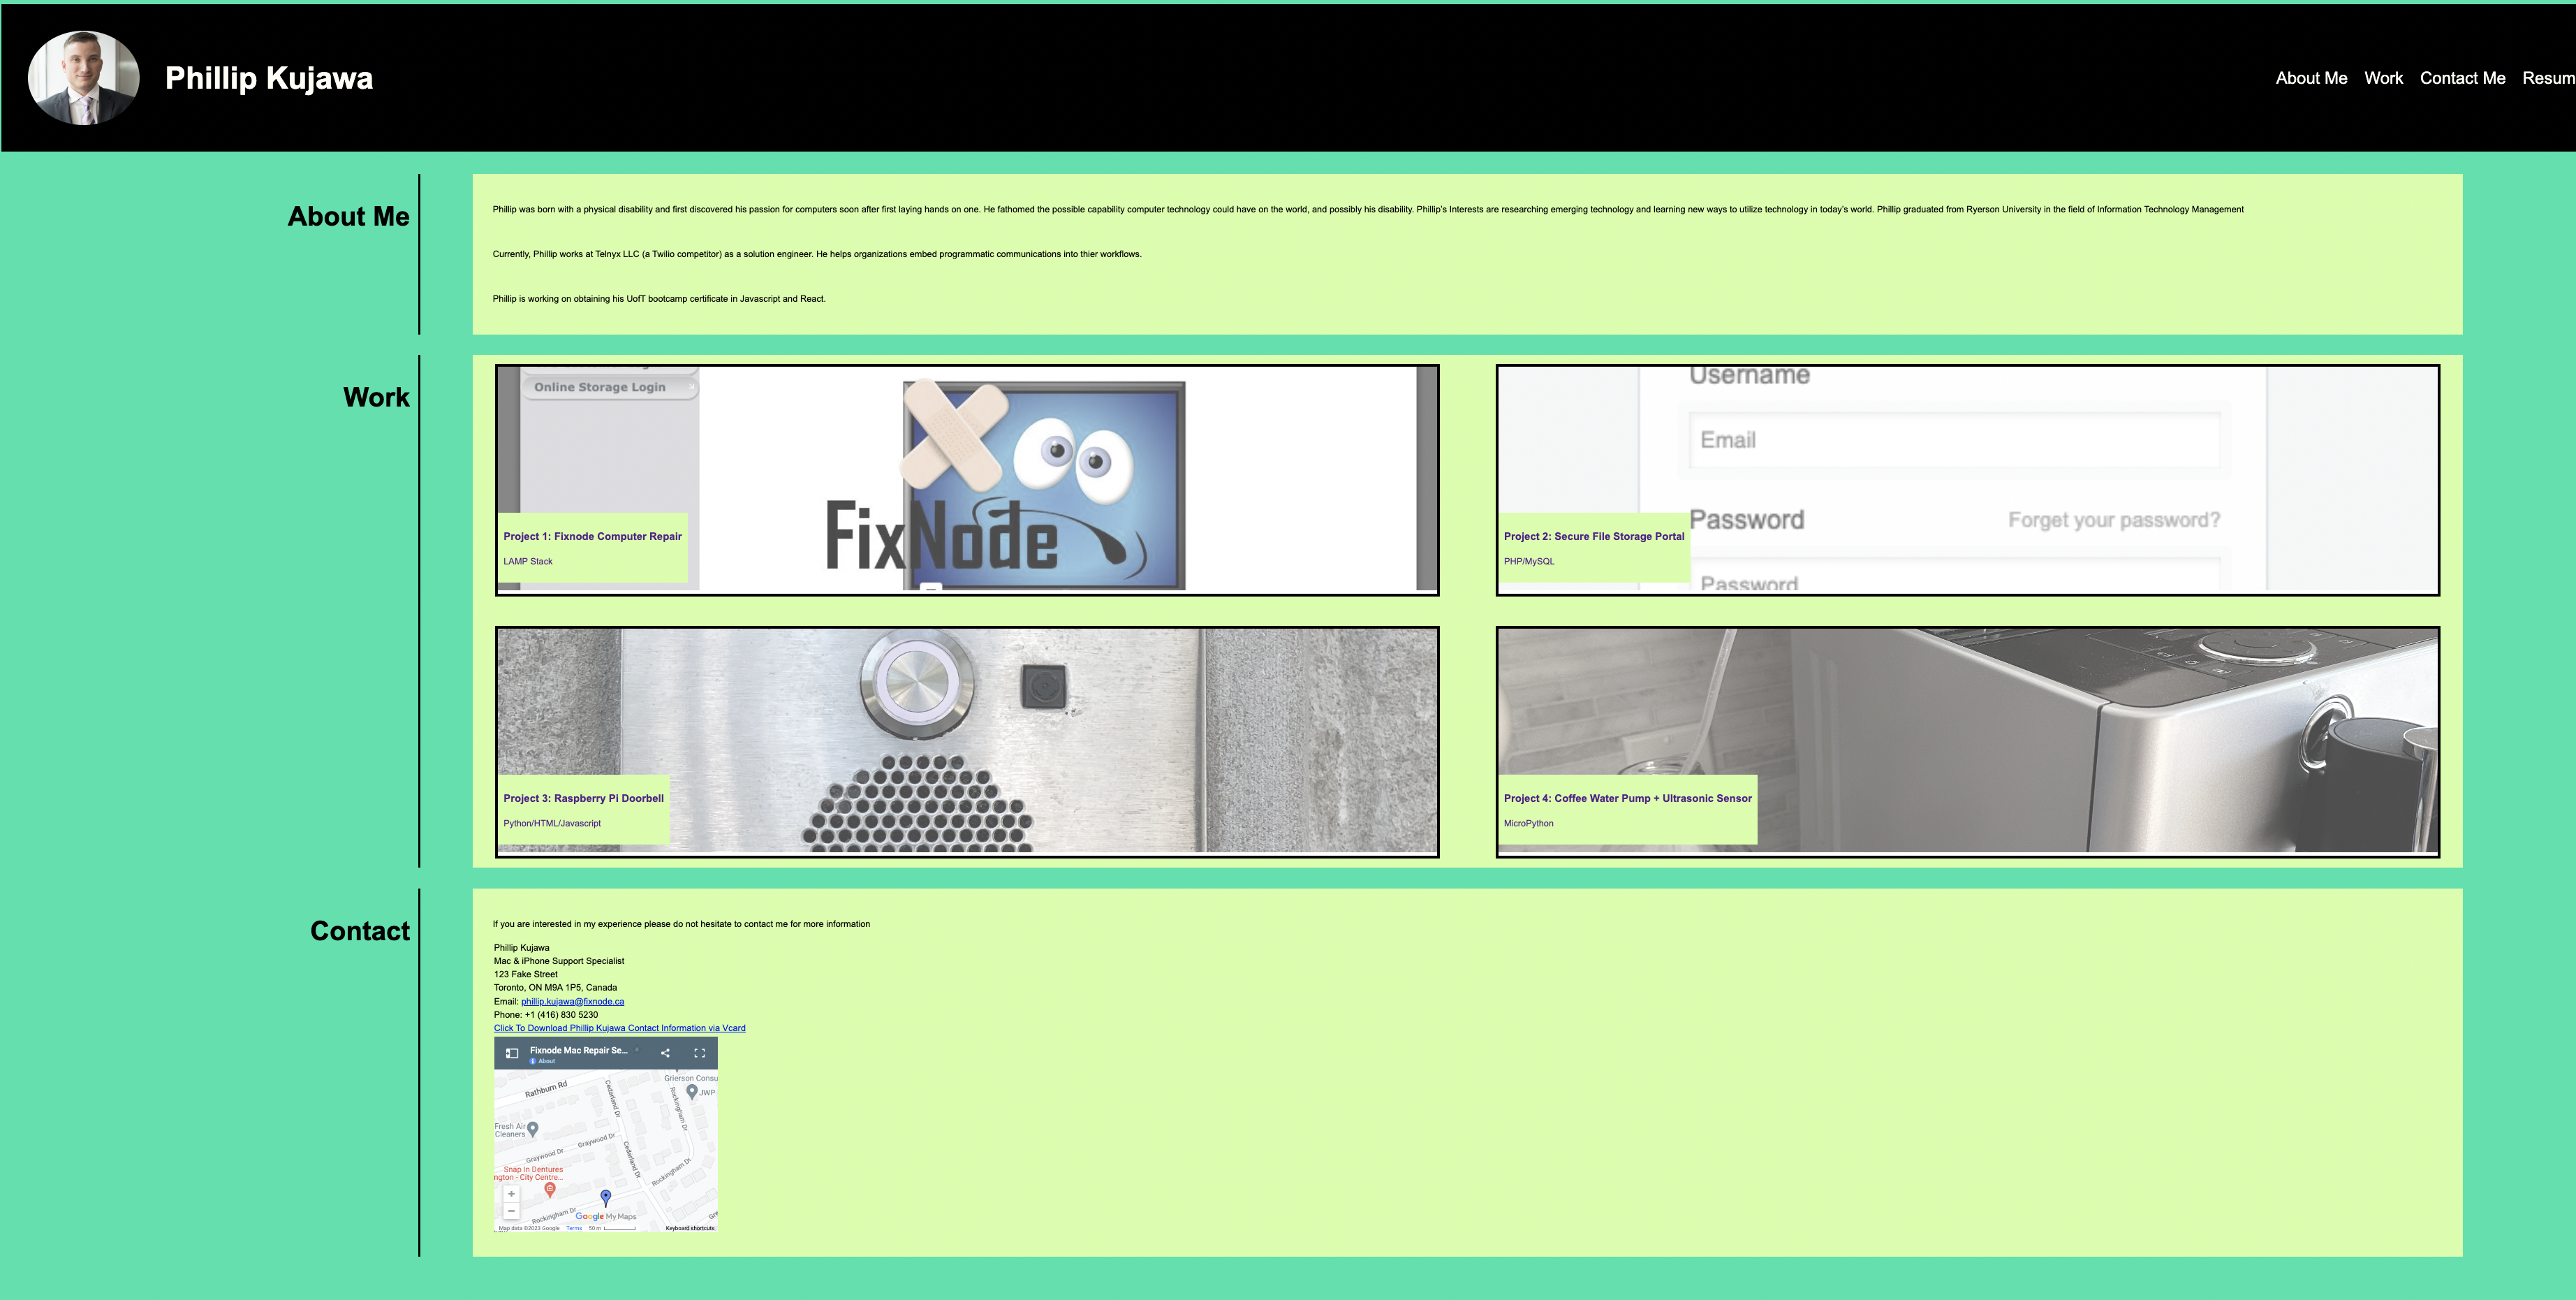 Phillip Kujawa
About Me Work Contact Me Resum
About Me
Phillip was born with a physical disability and first discovered his passion for computers soon after first laying hands on one. He fathomed the possible capability computer technology could have on the world, and possibly his disability. Phillip's Interests are researching emerging technology and learning new ways to utilize technology in today's world. Phillip graduated from Ryerson University in the field of Information Technology Management
Currently, Phillip works at Telnyx LLC (a Twilio competitor) as a solution engineer. He helps organizations embed programmatic communications into thier workflows.
Phillip is working on obtaining his UofT bootcamp certificate in Javascript and React.
Work
Online Storage Login
FixNode
Project 1: Fixnode Computer Repair
LAMP Stack
Username
Email
Password Forget your password?
Password
Project 2: Secure File Storage Portal
PHP/MySQL
Project 3: Raspberry Pi Doorbell
Python/HTML/Javascript
Project 4: Coffee Water Pump + Ultrasonic Sensor
MicroPython
Contact
If you are interested in my experience please do not hesitate to contact me for more information
Phillip Kujawa
Mac & iPhone Support Specialist
123 Fake Street
Toronto, ON M9A 1P5, Canada
Email: phillip.kujawa@fixnode.ca
Phone: +1 (416) 830 5230
Click To Download Phillip Kujawa Contact Information via Vcard
Fixnode Mac Repair Se...
About
Grierson Consu
Rathburn Rd
JWP
Cederland Dr
Rockingham Dr
Fresh Air
Cleaners
Graywood Dr
Graywood Dr
Cederland Dr
Snap In Dentures
ngton - City Centre...
Rockingham Dr
+
−
Rockingham Dr
Google My Maps
Map data ©2023 Google Terms 50 m Keyboard shortcuts